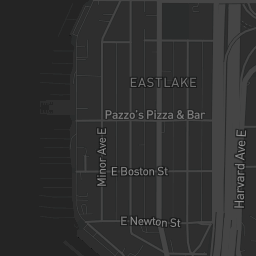 EASTLAKE
Pazzo's Pizza & Bar
Minor Ave E
Harvard Ave E
E Boston St
E Newton St